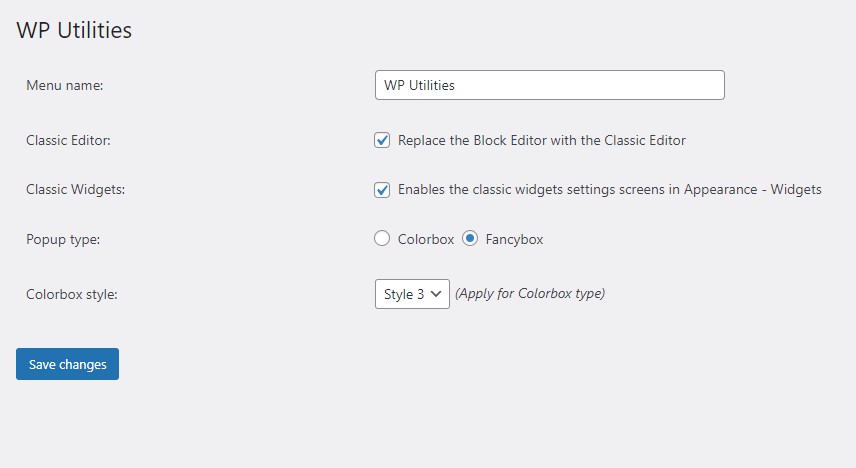 WP Utilities
Menu name: WP Utilities
Classic Editor: Replace the Block Editor with the Classic Editor
Classic Widgets: Enables the classic widgets settings screens in Appearance - Widgets
Popup type: Colorbox Fancybox
Colorbox style: Style 3 (Apply for Colorbox type)
Save changes